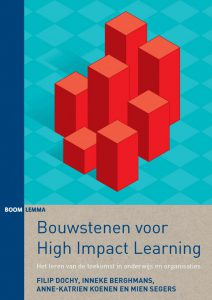 BOOM LEMMA
Bouwstenen voor
High Impact Learning
Het leren van de toekomst in onderwijs en organisaties
FILIP DOCHY, INNEKE BERGHMANS,
ANNE-KATRIEN KOENEN EN MIEN SEGERS